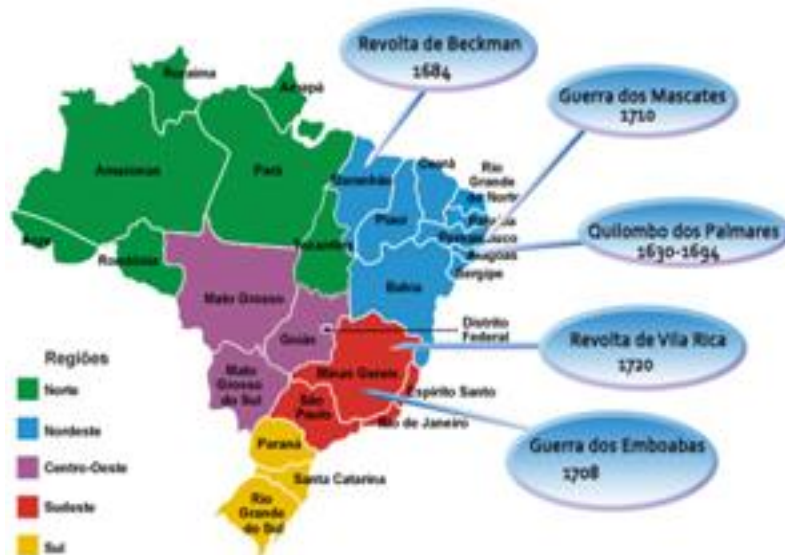 Revolta de Beckman
1684
Guerra dos Mascates
1710
Quilombo dos Palmares
1630-1694
Revolta de Vila Rica
1720
Guerra dos Emboabas
1708
Roraima
Amapá
Amazonas
Pará
Maranhão
Ceará
Rio
Grande
do Norte
Piauí
Paraíba
Pernambuco
Alagoas
Sergipe
Acre
Rondônia
Tocantins
Mato Grosso
Bahia
Goiás
Distrito
Federal
Mato
Grosso
do Sul
Minas Gerais
Espírito Santo
São
Paulo
Rio de Janeiro
Paraná
Santa Catarina
Rio
Grande
do Sul
Regiões
Norte
Nordeste
Centro-Oeste
Sudeste
Sul